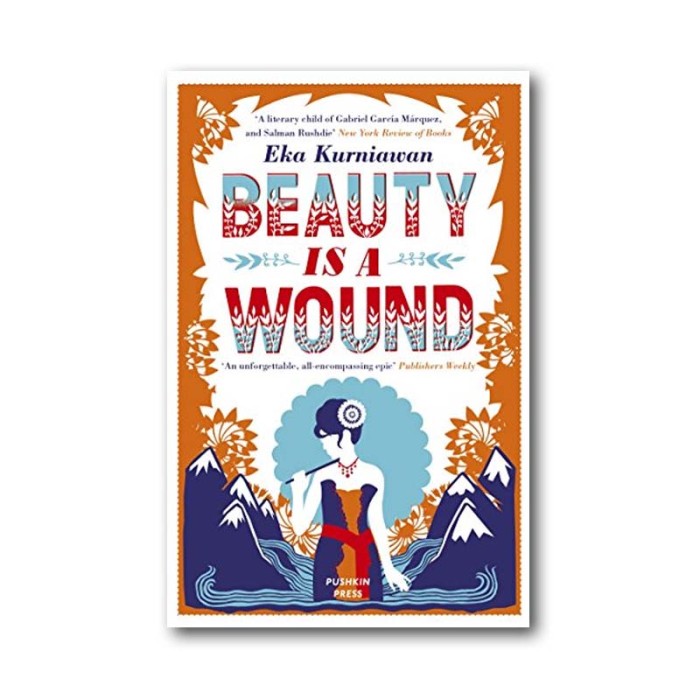 ‘A literary child of Gabriel García Márquez,
and Salman Rushdie’ New York Review of Books
Eka Kurniawan
BEAUTY
IS A
WOUND
‘An unforgettable, all-encompassing epic’ Publishers Weekly
PUSHKIN
PRESS